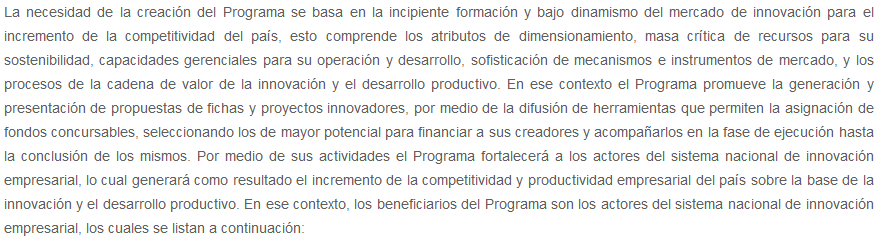 La necesidad de la creación del Programa se basa en la incipiente formación y bajo dinamismo del mercado de innovación para el
incremento de la competitividad del país, esto comprende los atributos de dimensionamiento, masa crítica de recursos para su
sostenibilidad, capacidades gerenciales para su operación y desarrollo, sofisticación de mecanismos e instrumentos de mercado, y los
procesos de la cadena de valor de la innovación y el desarrollo productivo. En ese contexto el Programa promueve la generación y
presentación de propuestas de fichas y proyectos innovadores, por medio de la difusión de herramientas que permiten la asignación de
fondos concursables, seleccionando los de mayor potencial para financiar a sus creadores y acompañarlos en la fase de ejecución hasta
la conclusión de los mismos. Por medio de sus actividades el Programa fortalecerá a los actores del sistema nacional de innovación
empresarial, lo cual generará como resultado el incremento de la competitividad y productividad empresarial del país sobre la base de la
innovación y el desarrollo productivo. En ese contexto, los beneficiarios del Programa son los actores del sistema nacional de innovación
empresarial, los cuales se listan a continuación: